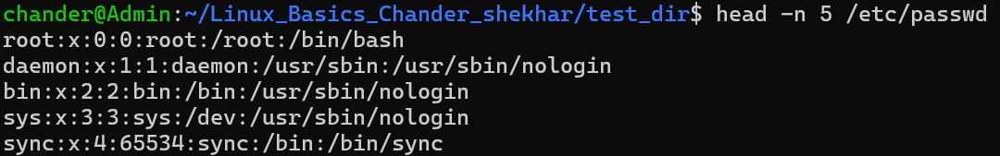 chander@Admin:~/Linux_Basics_Chander_shekhar/test_dir$ head -n 5 /etc/passwd
root:x:0:0:root:/root:/bin/bash
daemon:x:1:1:daemon:/usr/sbin:/usr/sbin/nologin
bin:x:2:2:bin:/bin:/usr/sbin/nologin
sys:x:3:3:sys:/dev:/usr/sbin/nologin
sync:x:4:65534:sync:/bin:/bin/sync